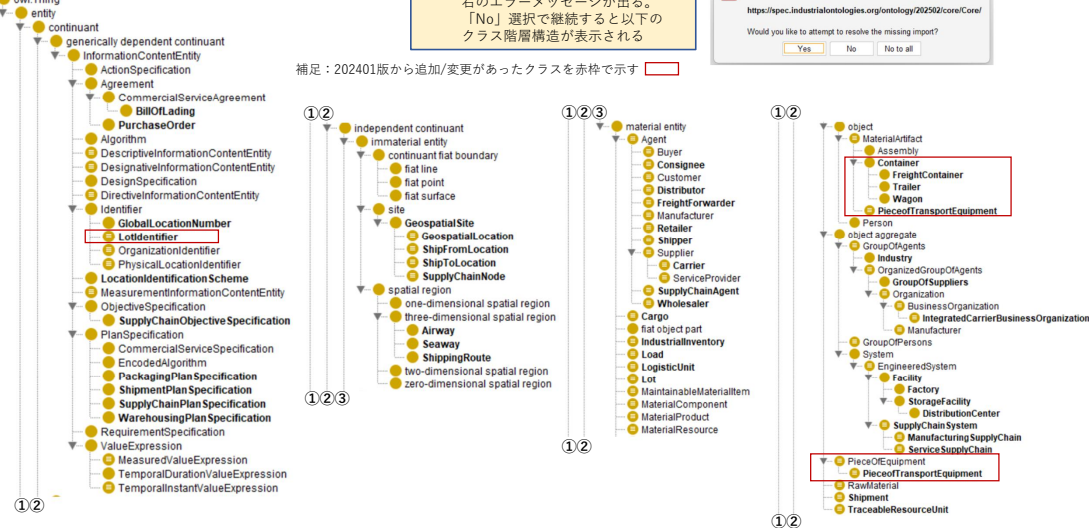 owl:Thing
entity
continuant
generically dependent continuant
InformationContentEntity
ActionSpecification
Agreement
CommercialServiceAgreement
BillOfLading
PurchaseOrder
Algorithm
DescriptiveInformationContentEntity
DesignativeInformationContentEntity
DesignSpecification
DirectiveInformationContentEntity
Identifier
GlobalLocationNumber
LotIdentifier
OrganizationIdentifier
PhysicalLocationIdentifier
LocationIdentificationScheme
MeasurementInformationContentEntity
ObjectiveSpecification
SupplyChainObjectiveSpecification
PlanSpecification
CommercialServiceSpecification
EncodedAlgorithm
PackagingPlanSpecification
ShipmentPlanSpecification
SupplyChainPlanSpecification
WarehousingPlanSpecification
RequirementSpecification
ValueExpression
MeasuredValueExpression
TemporalDurationValueExpression
TemporalInstantValueExpression
①②
右のエラーメッセージが出る。
「No」選択で継続すると以下の
クラス階層構造が表示される
https://spec.industrialontologies.org/ontology/202502/core/Core/
Would you like to attempt to resolve the missing import?
Yes No No to all
補足：202401版から追加/変更があったクラスを赤枠で示す
①②
independent continuant
immaterial entity
continuant fiat boundary
fiat line
fiat point
fiat surface
site
GeospatialSite
GeospatialLocation
ShipFromLocation
ShipToLocation
SupplyChainNode
spatial region
one-dimensional spatial region
three-dimensional spatial region
Airway
Seaway
ShippingRoute
two-dimensional spatial region
zero-dimensional spatial region
①②③
①②③
material entity
Agent
Buyer
Consignee
Customer
Distributor
FreightForwarder
Manufacturer
Retailer
Shipper
Supplier
Carrier
ServiceProvider
SupplyChainAgent
Wholesaler
Cargo
fiat object part
IndustrialInventory
Load
LogisticUnit
Lot
MaintainableMaterialItem
MaterialComponent
MaterialProduct
MaterialResource
①②
①②
object
MaterialArtifact
Assembly
Container
FreightContainer
Trailer
Wagon
PieceofTransportEquipment
Person
object aggregate
GroupOfAgents
Industry
OrganizedGroupOfAgents
GroupOfSuppliers
Organization
BusinessOrganization
IntegratedCarrierBusinessOrganization
Manufacturer
GroupOfPersons
System
EngineeredSystem
Facility
Factory
StorageFacility
DistributionCenter
SupplyChainSystem
ManufacturingSupplyChain
ServiceSupplyChain
PieceOfEquipment
PieceofTransportEquipment
RawMaterial
Shipment
TraceableResourceUnit
①②